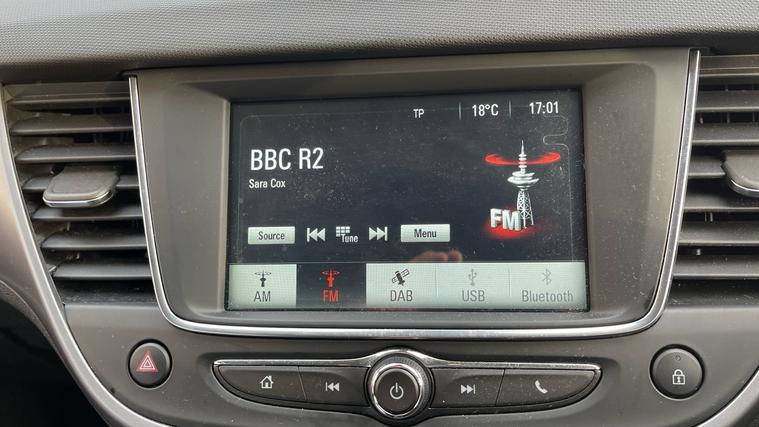 TP 18°C 17:01
BBC R2
Sara Cox
FM
Source Tune Menu
AM FM DAB USB Bluetooth